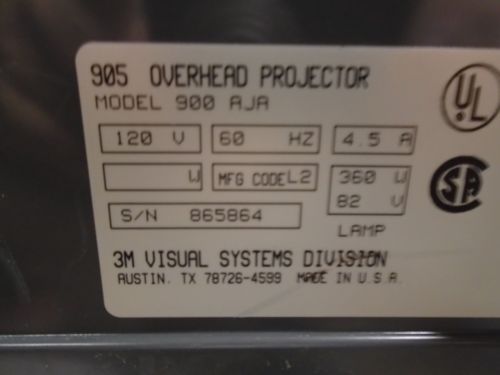 905 OVERHEAD PROJECTOR
MODEL 900 AJA
UL
120 V 60 HZ 4.5 A
W MFG CODE L2 360 W
82 V
SA
S/N 865864
LAMP
3M VISUAL SYSTEMS DIVISION
AUSTIN, TX 78726-4599 MADE IN U.S.A.